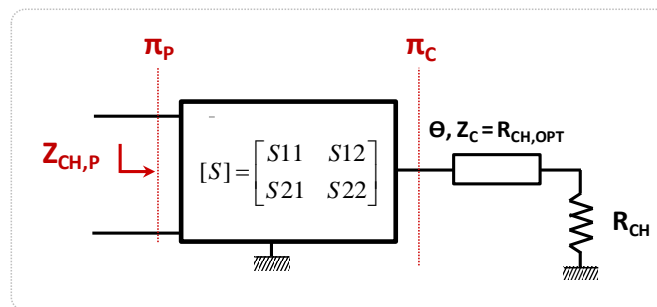 π_P
π_C
Θ, Z_C = R_CH,OPT
Z_CH,P
[S] = [S11 S12
S21 S22]
R_CH